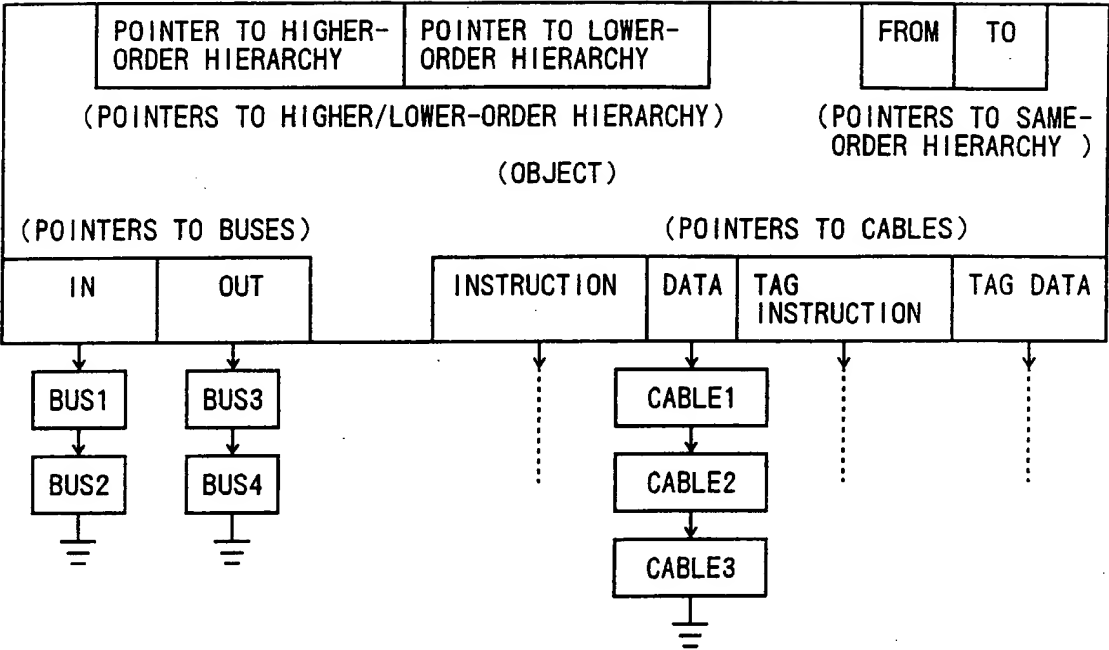 POINTER TO HIGHER-
ORDER HIERARCHY
POINTER TO LOWER-
ORDER HIERARCHY
FROM
TO
(POINTERS TO HIGHER/LOWER-ORDER HIERARCHY)
(POINTERS TO SAME-
ORDER HIERARCHY )
(OBJECT)
(POINTERS TO BUSES)
(POINTERS TO CABLES)
IN
OUT
INSTRUCTION
DATA
TAG
INSTRUCTION
TAG DATA
BUS1
BUS3
CABLE1
BUS2
BUS4
CABLE2
CABLE3